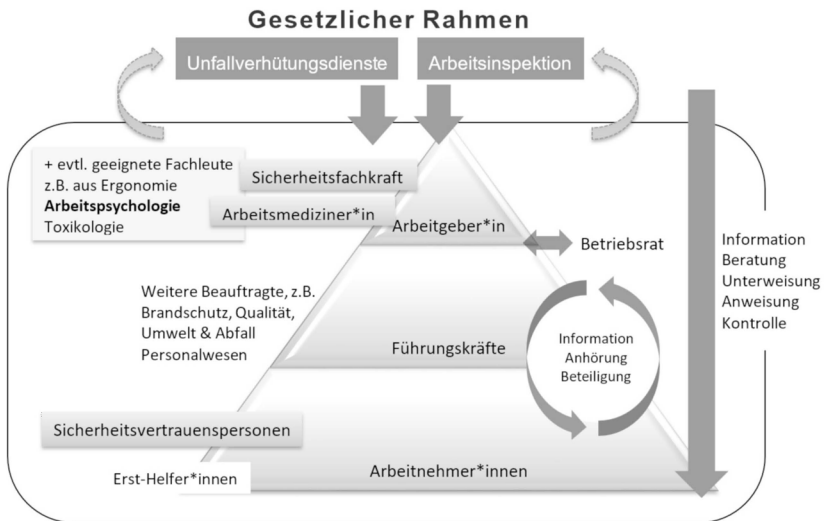 Gesetzlicher Rahmen
Unfallverhütungsdienste
Arbeitsinspektion
+ evtl. geeignete Fachleute
z.B. aus Ergonomie
Arbeitspsychologie
Toxikologie
Sicherheitsfachkraft
Arbeitsmediziner*in
Arbeitgeber*in
Betriebsrat
Information
Beratung
Unterweisung
Anweisung
Kontrolle
Weitere Beauftragte, z.B.
Brandschutz, Qualität,
Umwelt & Abfall
Personalwesen
Führungskräfte
Information
Anhörung
Beteiligung
Sicherheitsvertrauenspersonen
Erst-Helfer*innen
Arbeitnehmer*innen